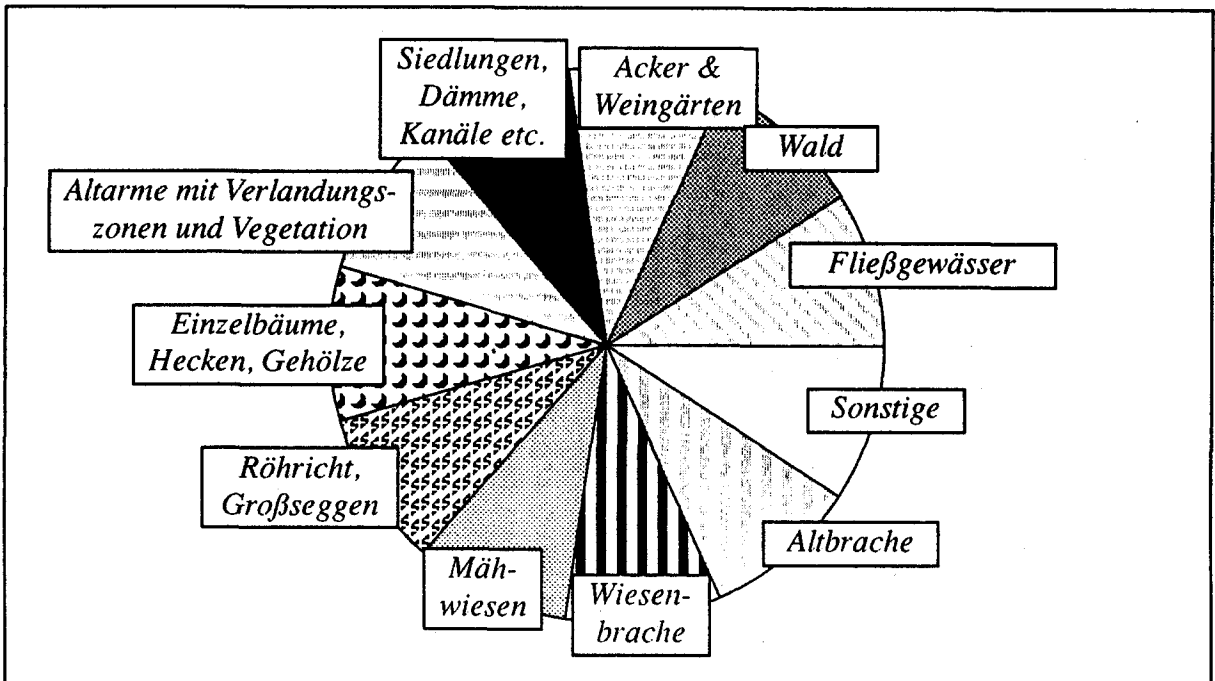 Siedlungen,
Dämme,
Kanäle etc.
Acker &
Weingärten
Wald
Altarme mit Verlandungs-
zonen und Vegetation
Fließgewässer
Einzelbäume,
Hecken, Gehölze
Sonstige
Röhricht,
Großseggen
Altbrache
Mäh-
wiesen
Wiesen-
brache